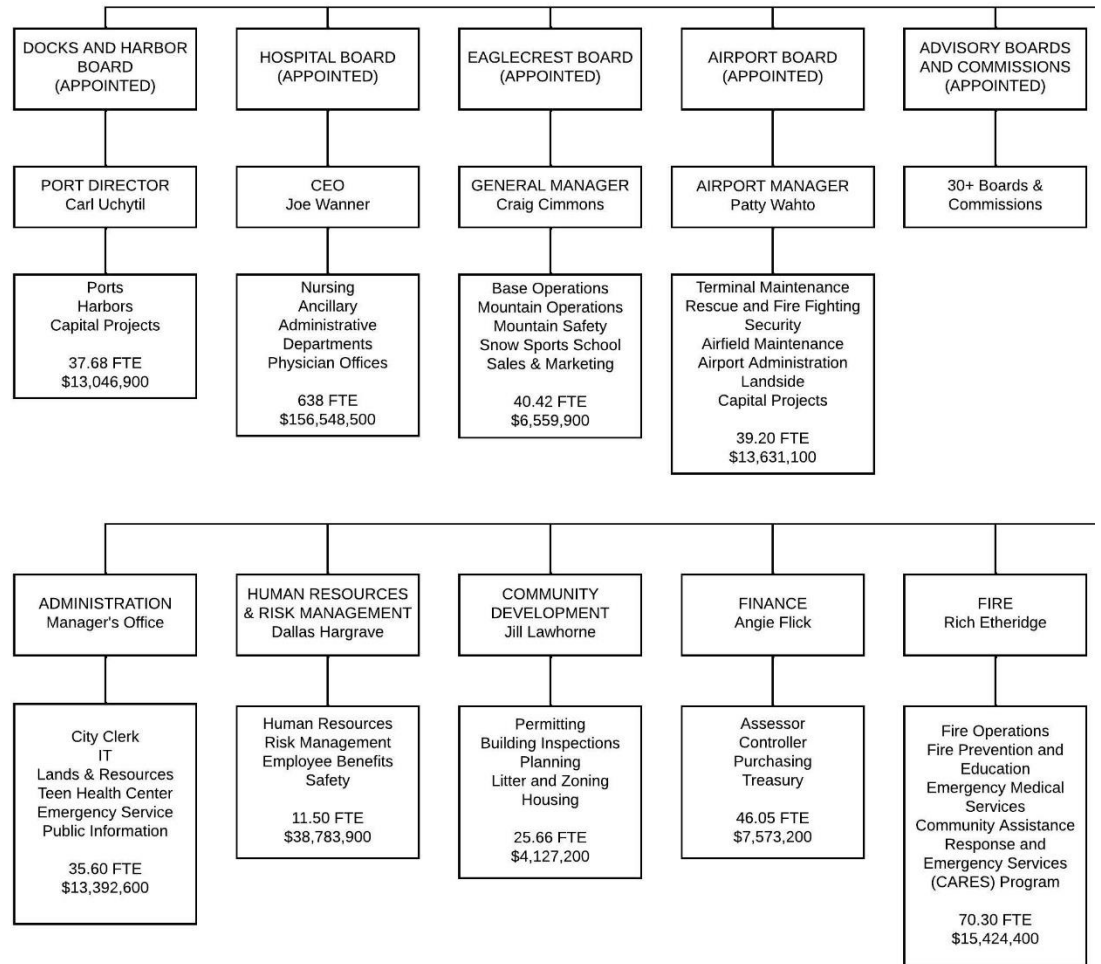 DOCKS AND HARBOR
BOARD
(APPOINTED)
HOSPITAL BOARD
(APPOINTED)
EAGLECREST BOARD
(APPOINTED)
AIRPORT BOARD
(APPOINTED)
ADVISORY BOARDS
AND COMMISSIONS
(APPOINTED)
PORT DIRECTOR
Carl Uchytil
CEO
Joe Wanner
GENERAL MANAGER
Craig Cimmons
AIRPORT MANAGER
Patty Wahto
30+ Boards &
Commissions
Ports
Harbors
Capital Projects
37.68 FTE
$13,046,900
Nursing
Ancillary
Administrative
Departments
Physician Offices
638 FTE
$156,548,500
Base Operations
Mountain Operations
Mountain Safety
Snow Sports School
Sales & Marketing
40.42 FTE
$6,559,900
Terminal Maintenance
Rescue and Fire Fighting
Security
Airfield Maintenance
Airport Administration
Landside
Capital Projects
39.20 FTE
$13,631,100
ADMINISTRATION
Manager's Office
HUMAN RESOURCES
& RISK MANAGEMENT
Dallas Hargrave
COMMUNITY
DEVELOPMENT
Jill Lawhorne
FINANCE
Angie Flick
FIRE
Rich Etheridge
City Clerk
IT
Lands & Resources
Teen Health Center
Emergency Service
Public Information
35.60 FTE
$13,392,600
Human Resources
Risk Management
Employee Benefits
Safety
11.50 FTE
$38,783,900
Permitting
Building Inspections
Planning
Litter and Zoning
Housing
25.66 FTE
$4,127,200
Assessor
Controller
Purchasing
Treasury
46.05 FTE
$7,573,200
Fire Operations
Fire Prevention and
Education
Emergency Medical
Services
Community Assistance
Response and
Emergency Services
(CARES) Program
70.30 FTE
$15,424,400